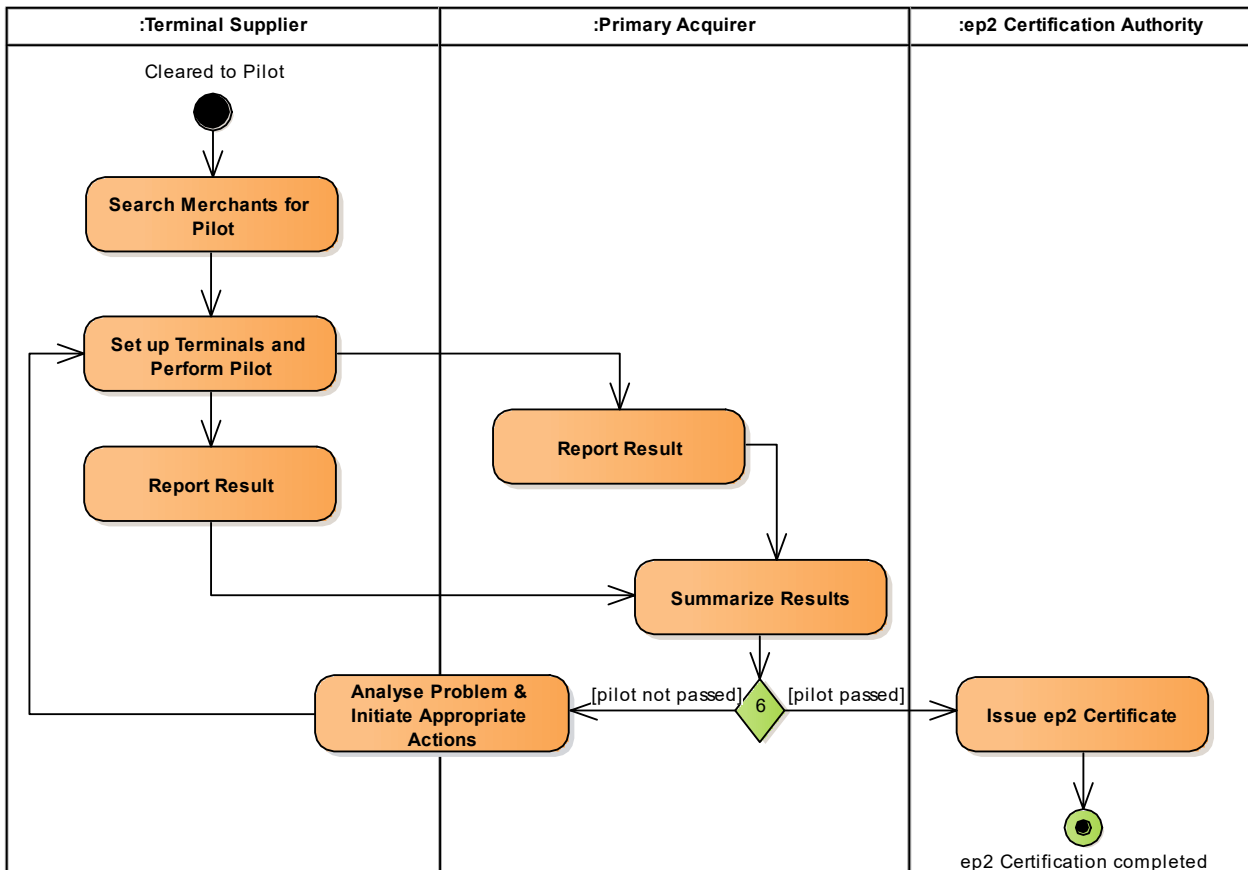 :Terminal Supplier
:Primary Acquirer
:ep2 Certification Authority
Cleared to Pilot
Search Merchants for
Pilot
Set up Terminals and
Perform Pilot
Report Result
Report Result
Summarize Results
Analyse Problem &
Initiate Appropriate
Actions
[pilot not passed]
6
[pilot passed]
Issue ep2 Certificate
ep2 Certification completed